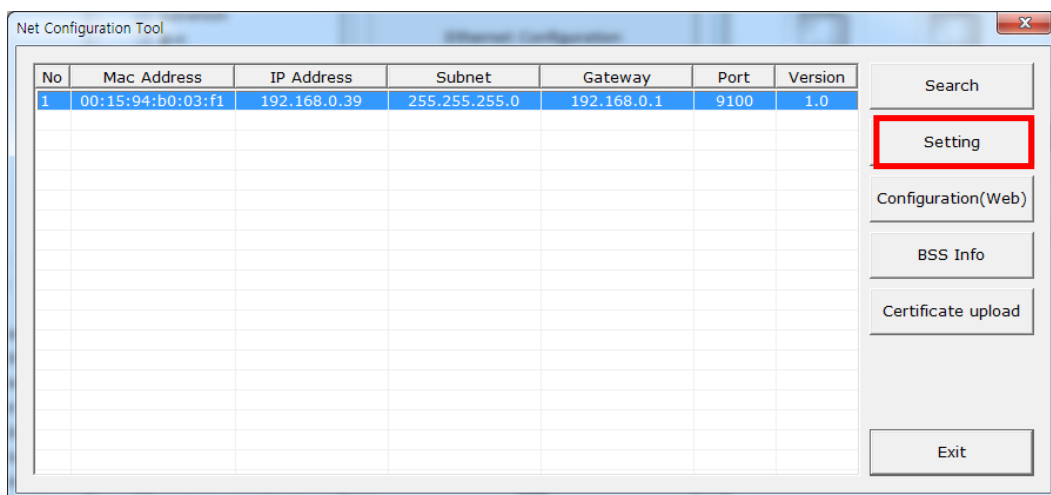 Net Configuration Tool
Ethernet Configuration
No Mac Address IP Address Subnet Gateway Port Version
1 00:15:94:b0:03:f1 192.168.0.39 255.255.255.0 192.168.0.1 9100 1.0
Search
Setting
Configuration(Web)
BSS Info
Certificate upload
Exit